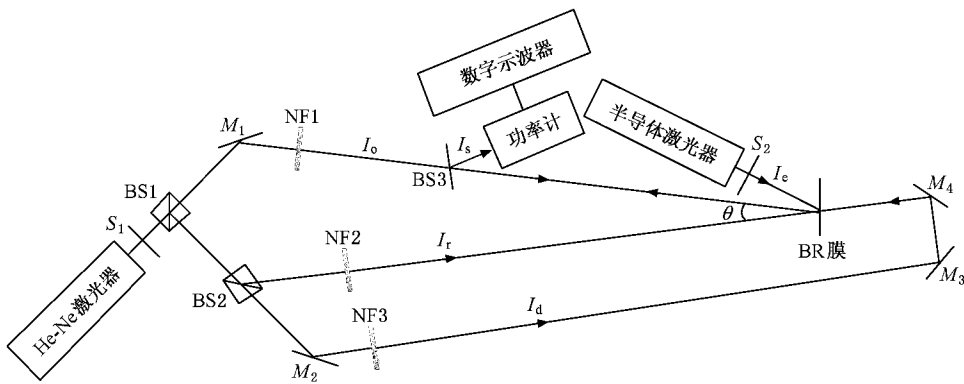 数字示波器
半导体激光器
功率计
NF1
M₁
Iₒ
Iₛ
S₂
Iₑ
BS3
BS1
M₄
θ
S₁
NF2
Iᵣ
BR膜
M₃
He-Ne激光器
BS2
NF3
I_d
M₂